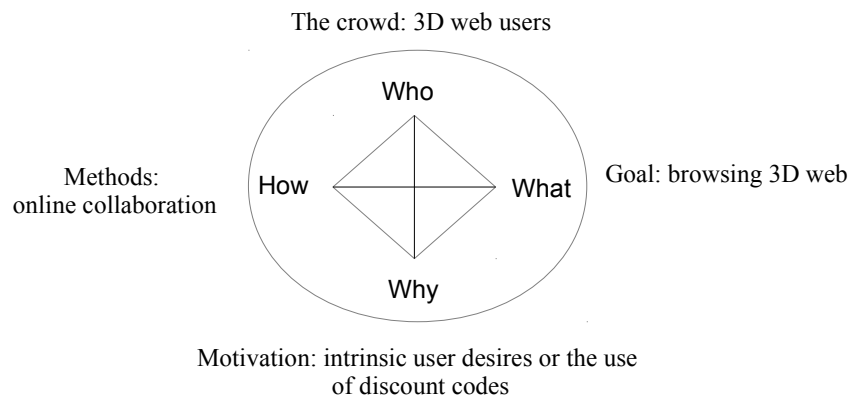 The crowd: 3D web users
Who
Methods:
online collaboration
How
What
Goal: browsing 3D web
Why
Motivation: intrinsic user desires or the use
of discount codes